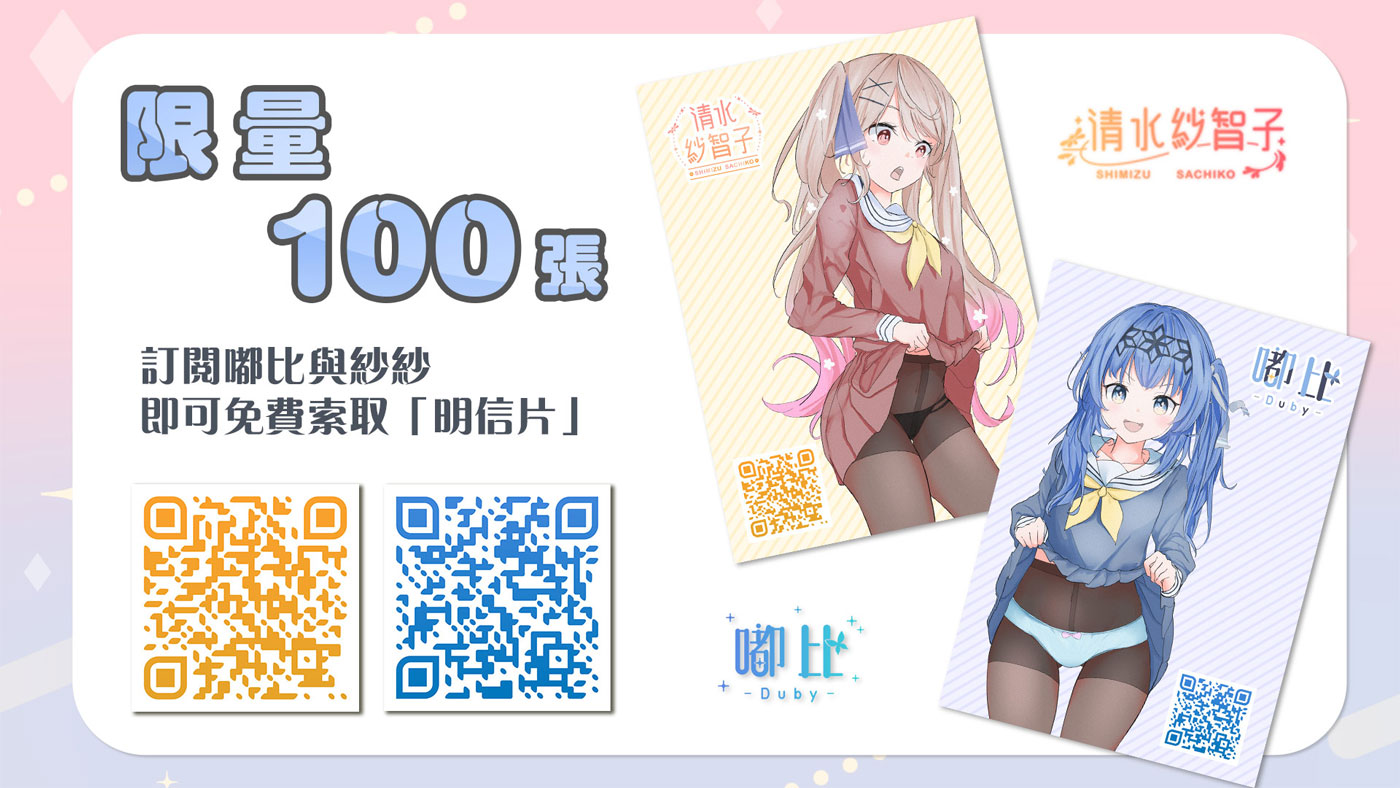 限量
100張
訂閱嘟比與紗紗
即可免費索取「明信片」
清水
紗智子
SHIMIZU SACHIKO
清水紗智子
SHIMIZU SACHIKO
嘟比
-Duby-
嘟比
-Duby-